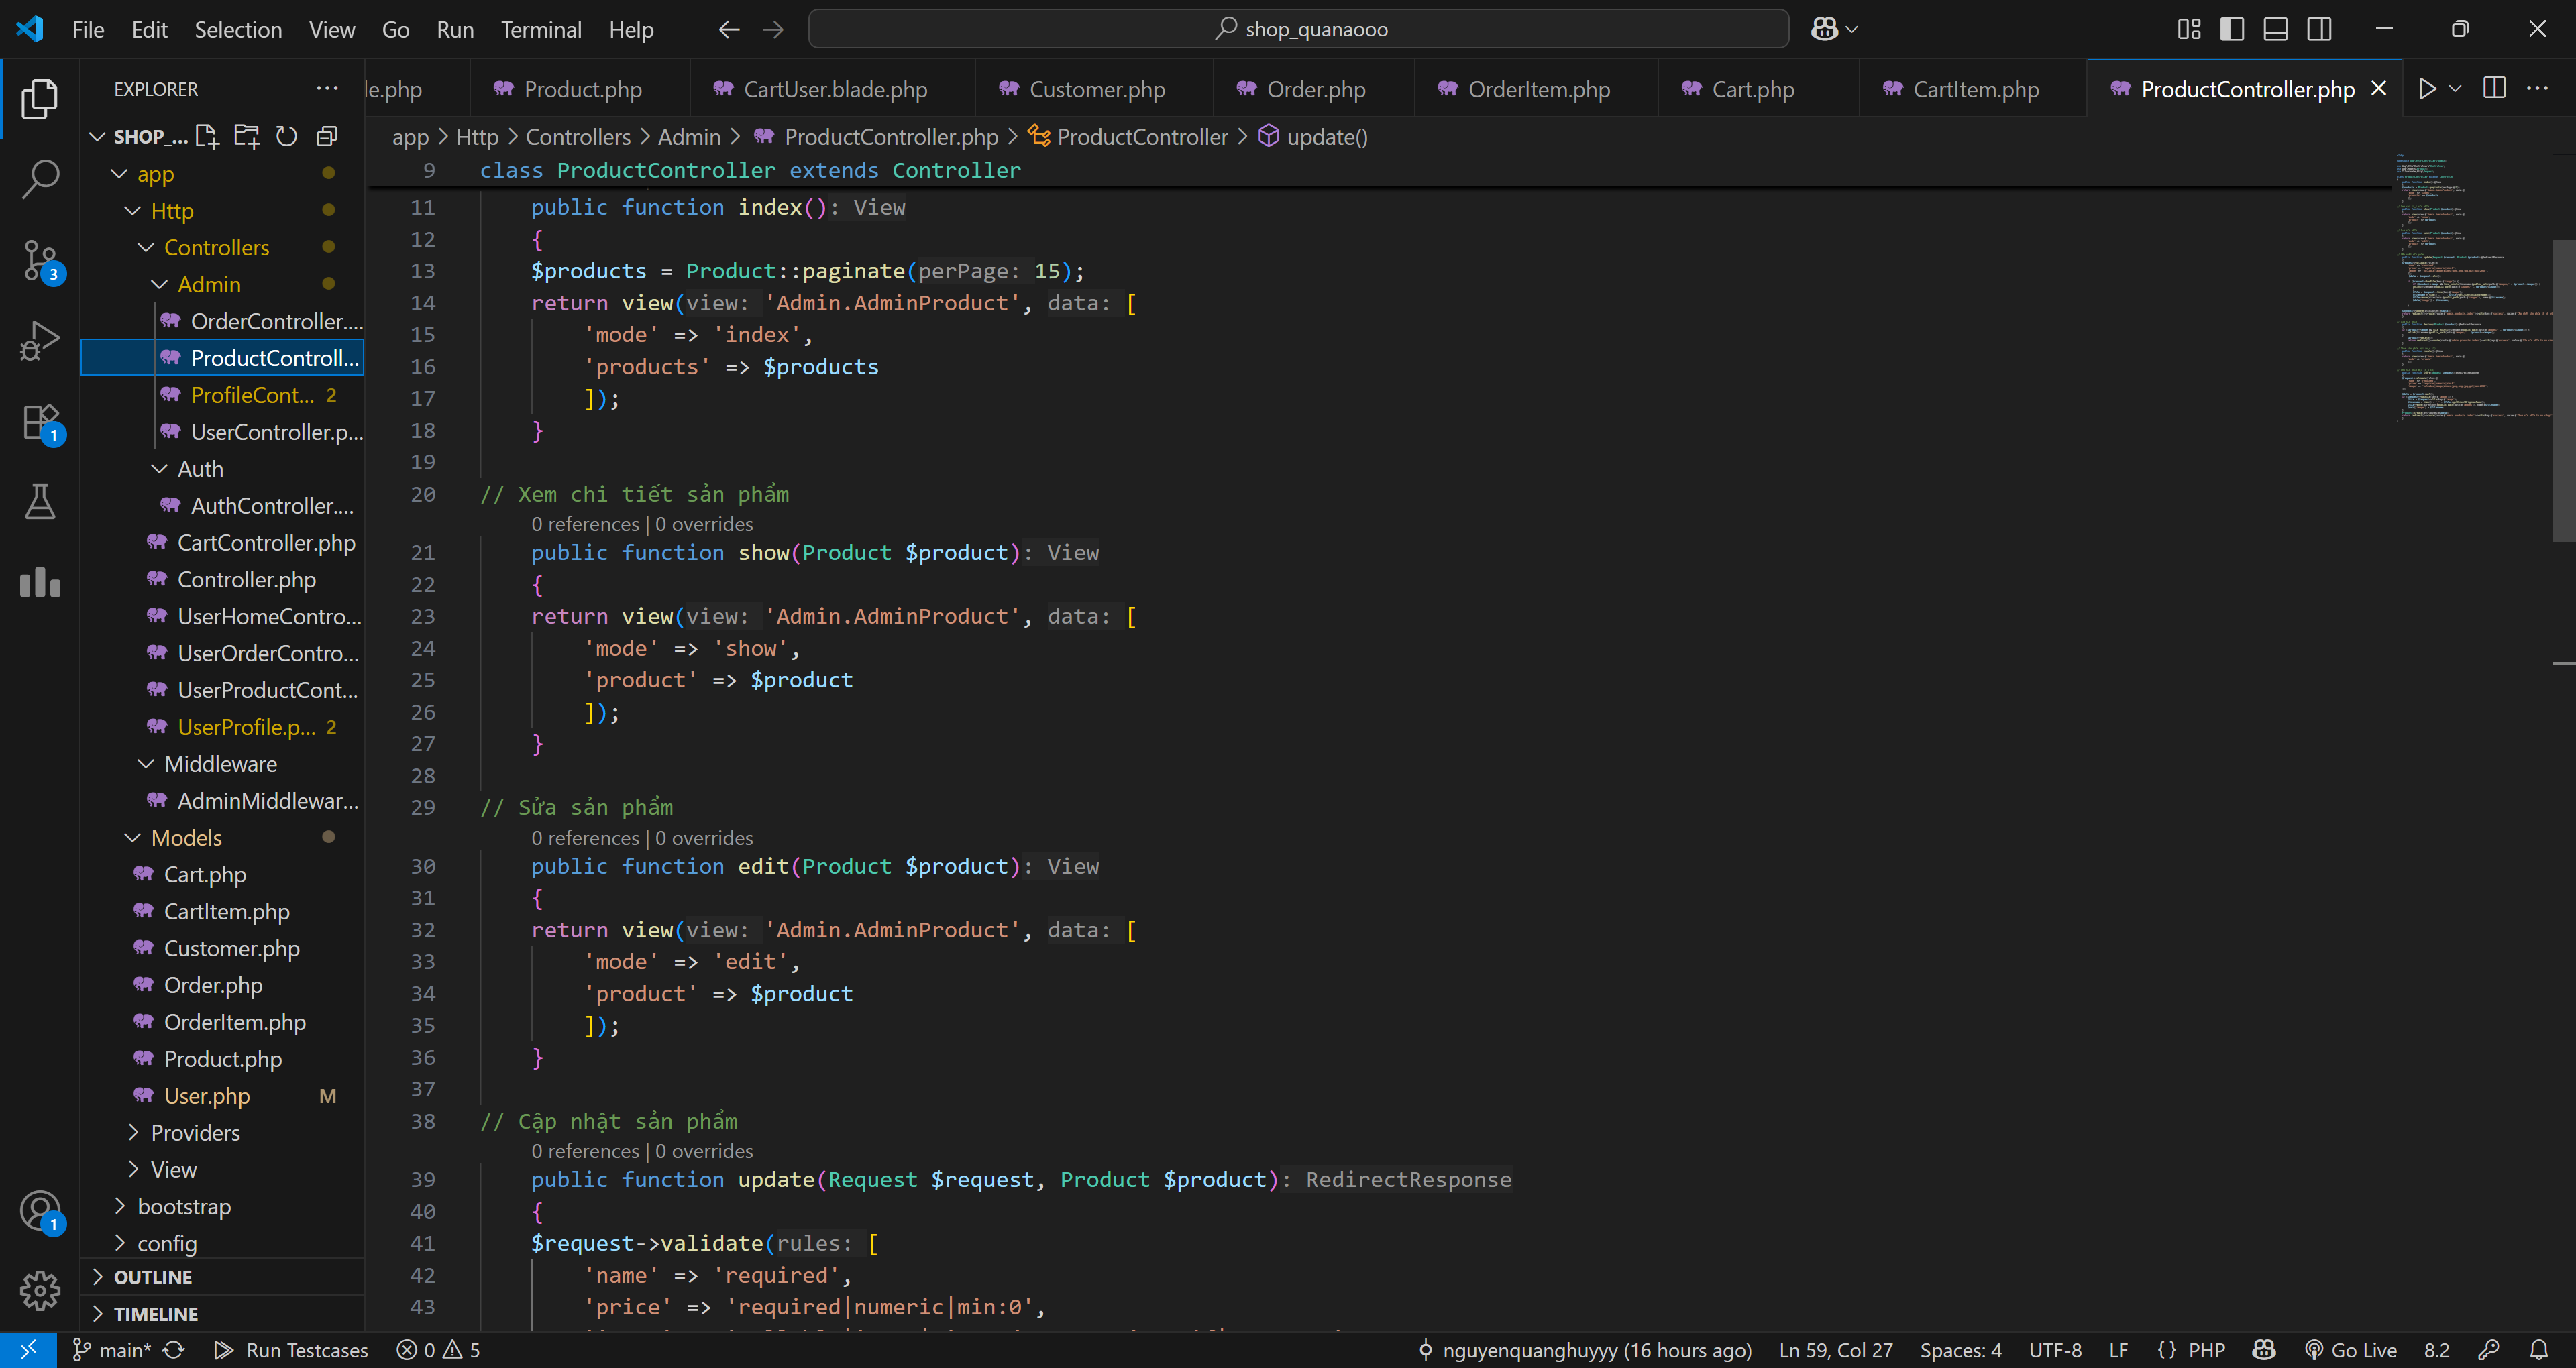 File Edit Selection View Go Run Terminal Help
shop_quanaooo
EXPLORER
le.php Product.php CartUser.blade.php Customer.php Order.php OrderItem.php Cart.php CartItem.php ProductController.php
SHOP_...
app > Http > Controllers > Admin > ProductController.php > ProductController > update()
app
Http
Controllers
Admin
OrderController....
ProductControll...
ProfileCont... 2
UserController.p...
Auth
AuthController....
CartController.php
Controller.php
UserHomeContro...
UserOrderContro...
UserProductCont...
UserProfile.p... 2
Middleware
AdminMiddlewar...
Models
Cart.php
CartItem.php
Customer.php
Order.php
OrderItem.php
Product.php
User.php M
Providers
View
bootstrap
config
OUTLINE
TIMELINE
9 class ProductController extends Controller
11 public function index(): View
12 {
13 $products = Product::paginate(perPage: 15);
14 return view(view: 'Admin.AdminProduct', data: [
15 'mode' => 'index',
16 'products' => $products
17 ]);
18 }
19
20 // Xem chi tiết sản phẩm
0 references | 0 overrides
21 public function show(Product $product): View
22 {
23 return view(view: 'Admin.AdminProduct', data: [
24 'mode' => 'show',
25 'product' => $product
26 ]);
27 }
28
29 // Sửa sản phẩm
0 references | 0 overrides
30 public function edit(Product $product): View
31 {
32 return view(view: 'Admin.AdminProduct', data: [
33 'mode' => 'edit',
34 'product' => $product
35 ]);
36 }
37
38 // Cập nhật sản phẩm
0 references | 0 overrides
39 public function update(Request $request, Product $product): RedirectResponse
40 {
41 $request->validate(rules: [
42 'name' => 'required',
43 'price' => 'required|numeric|min:0',
3
1
1
main* Run Testcases 0 5 nguyenquanghuyyy (16 hours ago) Ln 59, Col 27 Spaces: 4 UTF-8 LF {} PHP Go Live 8.2